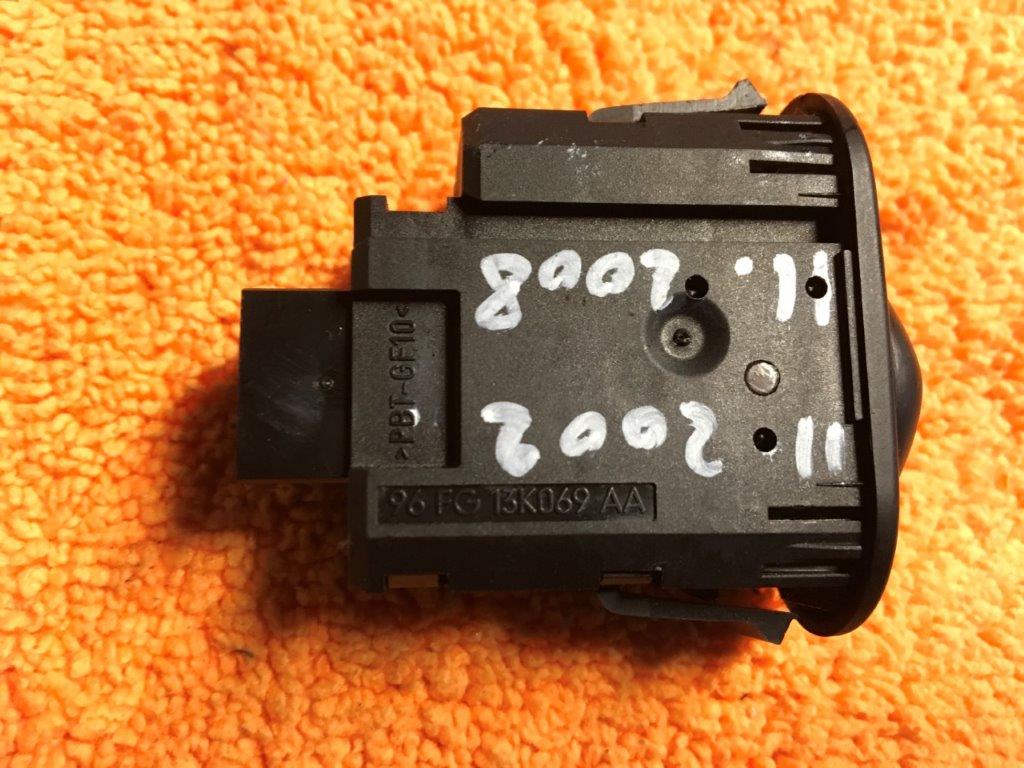 11 2002
11. 2008
>PBT-GF10<
96 FG 13K069 AA